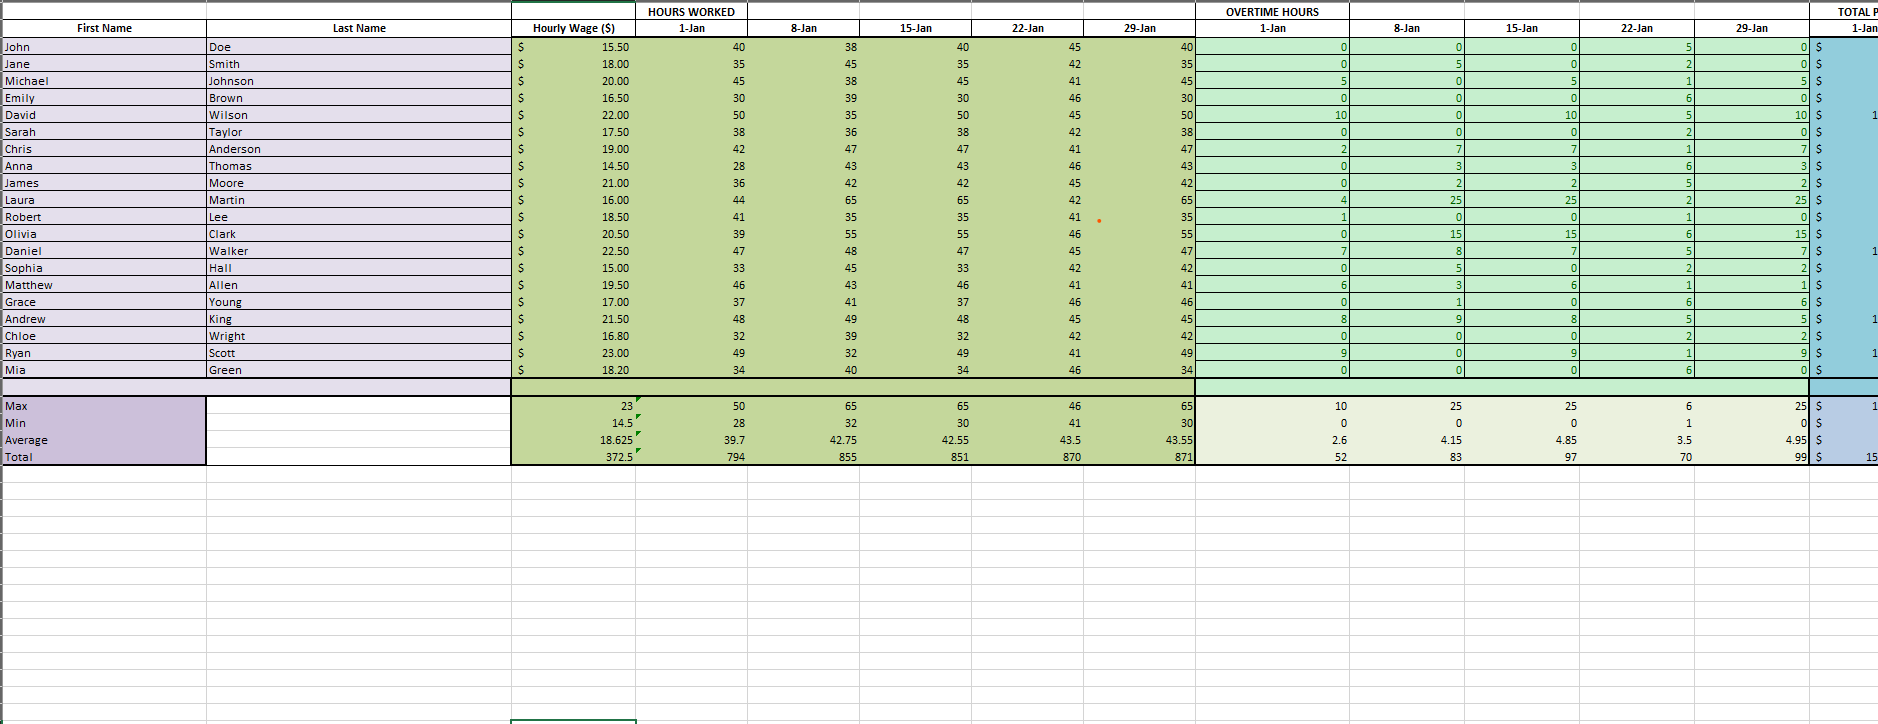 HOURS WORKED OVERTIME HOURS TOTAL P
First Name Last Name Hourly Wage ($) 1-Jan 8-Jan 15-Jan 22-Jan 29-Jan 1-Jan 8-Jan 15-Jan 22-Jan 29-Jan 1-Jan
John Doe $ 15.50 40 38 40 45 40 0 0 0 5 0 $
Jane Smith $ 18.00 35 45 35 42 35 0 5 0 2 0 $
Michael Johnson $ 20.00 45 38 45 41 45 5 0 5 1 5 $
Emily Brown $ 16.50 30 39 30 46 30 0 0 0 6 0 $
David Wilson $ 22.00 50 35 50 45 50 10 0 10 5 10 $ 1
Sarah Taylor $ 17.50 38 36 38 42 38 0 0 0 2 0 $
Chris Anderson $ 19.00 42 47 47 41 47 2 7 7 1 7 $
Anna Thomas $ 14.50 28 43 43 46 43 0 3 3 6 3 $
James Moore $ 21.00 36 42 42 45 42 0 2 2 5 2 $
Laura Martin $ 16.00 44 65 65 42 65 4 25 25 2 25 $
Robert Lee $ 18.50 41 35 35 41 35 1 0 0 1 0 $
Olivia Clark $ 20.50 39 55 55 46 55 0 15 15 6 15 $
Daniel Walker $ 22.50 47 48 47 45 47 7 8 7 5 7 $ 1
Sophia Hall $ 15.00 33 45 33 42 42 0 5 0 2 2 $
Matthew Allen $ 19.50 46 43 46 41 41 6 3 6 1 1 $
Grace Young $ 17.00 37 41 37 46 46 0 1 0 6 6 $
Andrew King $ 21.50 48 49 48 45 45 8 9 8 5 5 $ 1
Chloe Wright $ 16.80 32 39 32 42 42 0 0 0 2 2 $
Ryan Scott $ 23.00 49 32 49 41 49 9 0 9 1 9 $ 1
Mia Green $ 18.20 34 40 34 46 34 0 0 0 6 0 $
Max 23 50 65 65 46 65 10 25 25 6 25 $ 1
Min 14.5 28 32 30 41 30 0 0 0 1 0 $
Average 18.625 39.7 42.75 42.55 43.5 43.55 2.6 4.15 4.85 3.5 4.95 $
Total 372.5 794 855 851 870 871 52 83 97 70 99 $ 15